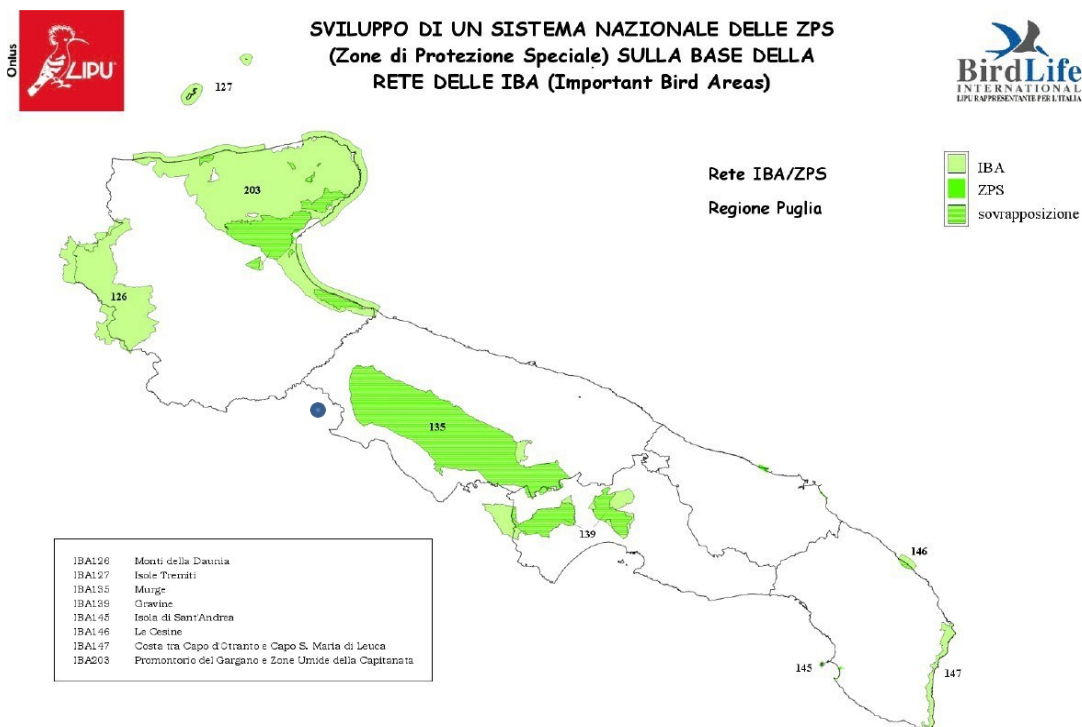 SVILUPPO DI UN SISTEMA NAZIONALE DELLE ZPS
(Zone di Protezione Speciale) SULLA BASE DELLA
RETE DELLE IBA (Important Bird Areas)
Onlus
LIPU
BirdLife
INTERNATIONAL
LIPU RAPPRESENTANTE PER L'ITALIA
Rete IBA/ZPS
Regione Puglia
IBA
ZPS
sovrapposizione
127
203
126
135
139
146
145
147
IBA126 Monti della Daunia
IBA127 Isole Tremiti
IBA135 Murge
IBA139 Gravine
IBA145 Isola di Sant'Andrea
IBA146 Le Cesine
IBA147 Costa tra Capo d'Otranto e Capo S. Maria di Leuca
IBA203 Promontorio del Gargano e Zone Umide della Capitanata